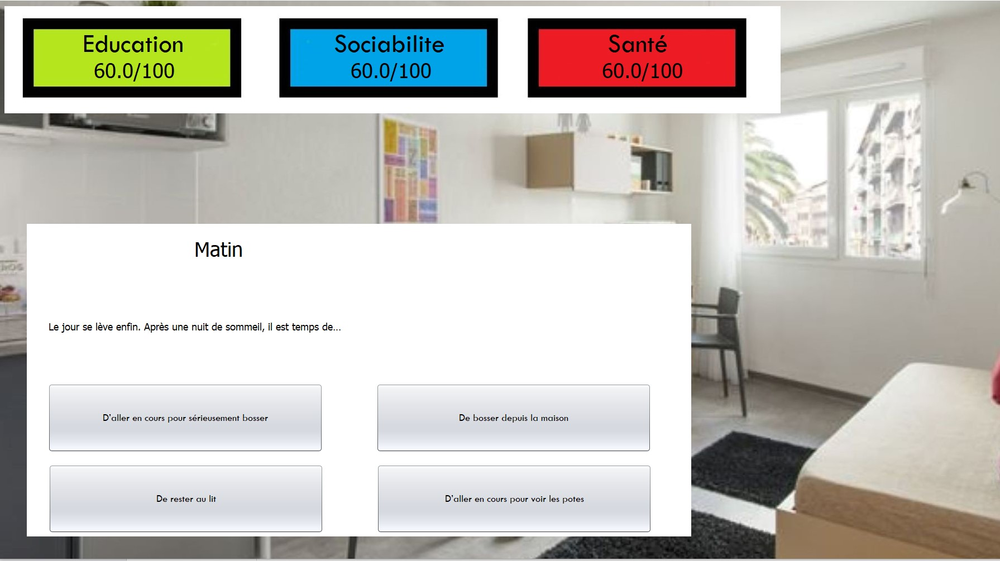 Education
60.0/100
Sociabilite
60.0/100
Santé
60.0/100
Matin
Le jour se lève enfin. Après une nuit de sommeil, il est temps de...
D'aller en cours pour sérieusement bosser
De bosser depuis la maison
De rester au lit
D'aller en cours pour voir les potes